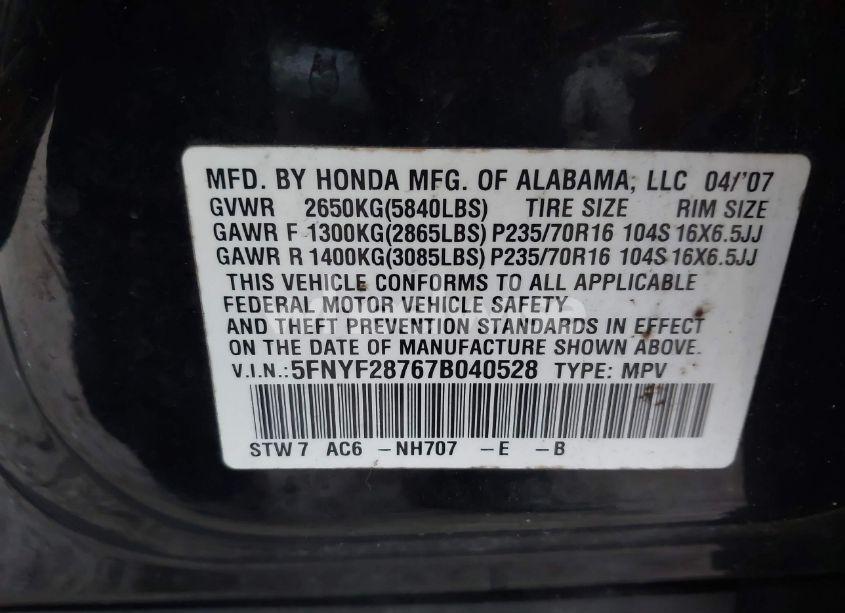 MFD. BY HONDA MFG. OF ALABAMA, LLC 04/'07
GVWR 2650KG(5840LBS) TIRE SIZE RIM SIZE
GAWR F 1300KG(2865LBS) P235/70R16 104S 16X6.5JJ
GAWR R 1400KG(3085LBS) P235/70R16 104S 16X6.5JJ
THIS VEHICLE CONFORMS TO ALL APPLICABLE
FEDERAL MOTOR VEHICLE SAFETY
AND THEFT PREVENTION STANDARDS IN EFFECT
ON THE DATE OF MANUFACTURE SHOWN ABOVE.
V.I.N.:5FNYF28767B040528 TYPE: MPV
STW 7 AC6 -NH707 -E -B